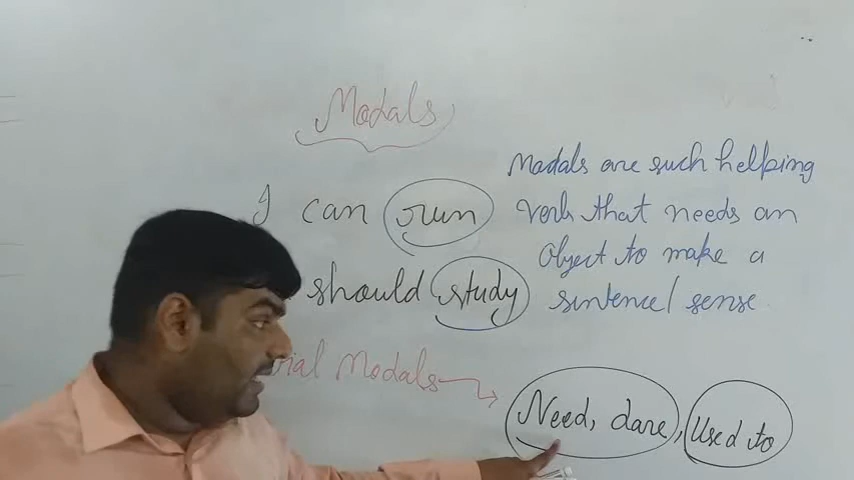 Modals
I can run
should study
Modals are such helping
verb that needs an
object to make a
sintence/ sense
Modals
Need, dare, Used to